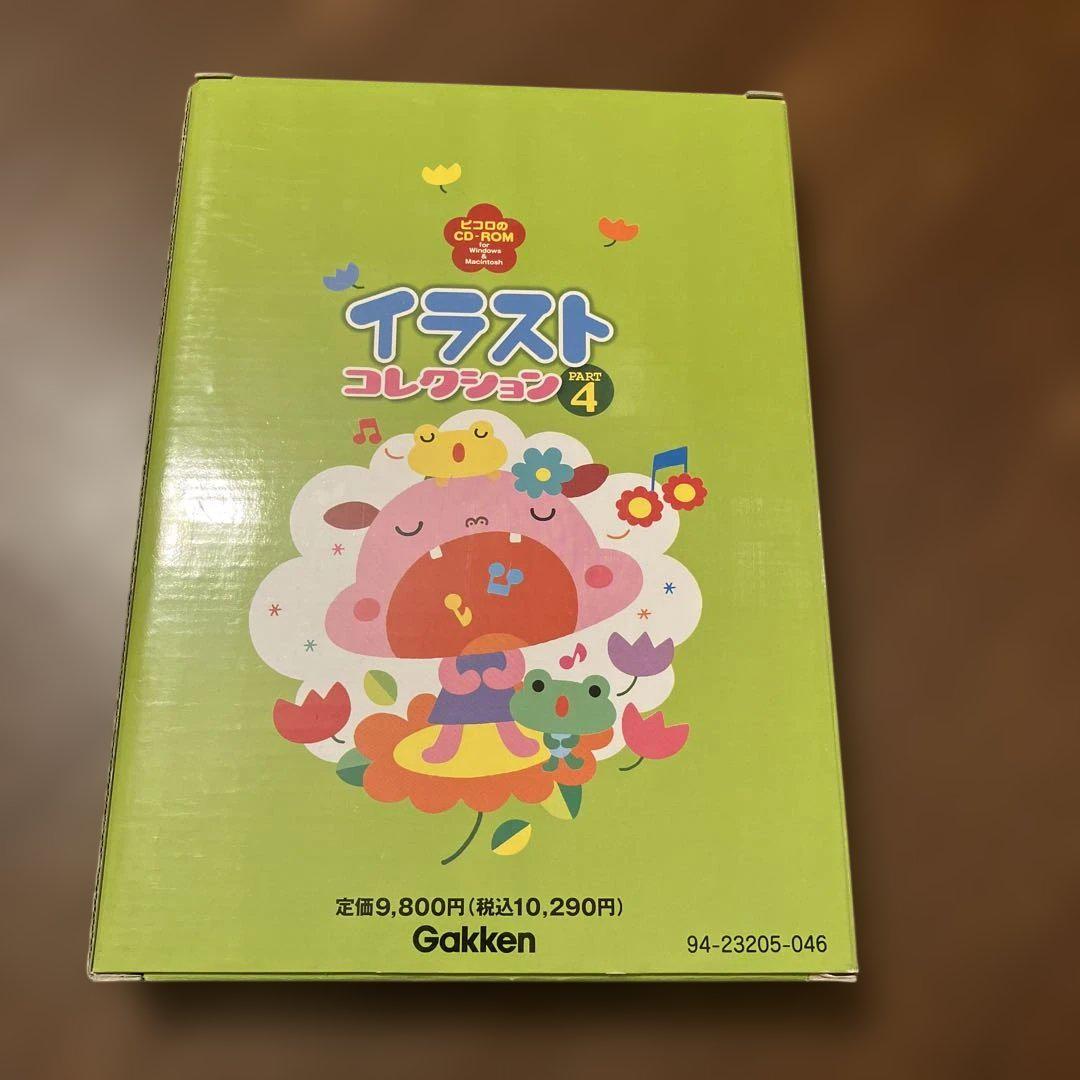 ピコロの
CD-ROM
for
Windows
&
Macintosh
イラスト
コレクション PART 4
定価9,800円(税込10,290円)
Gakken
94-23205-046